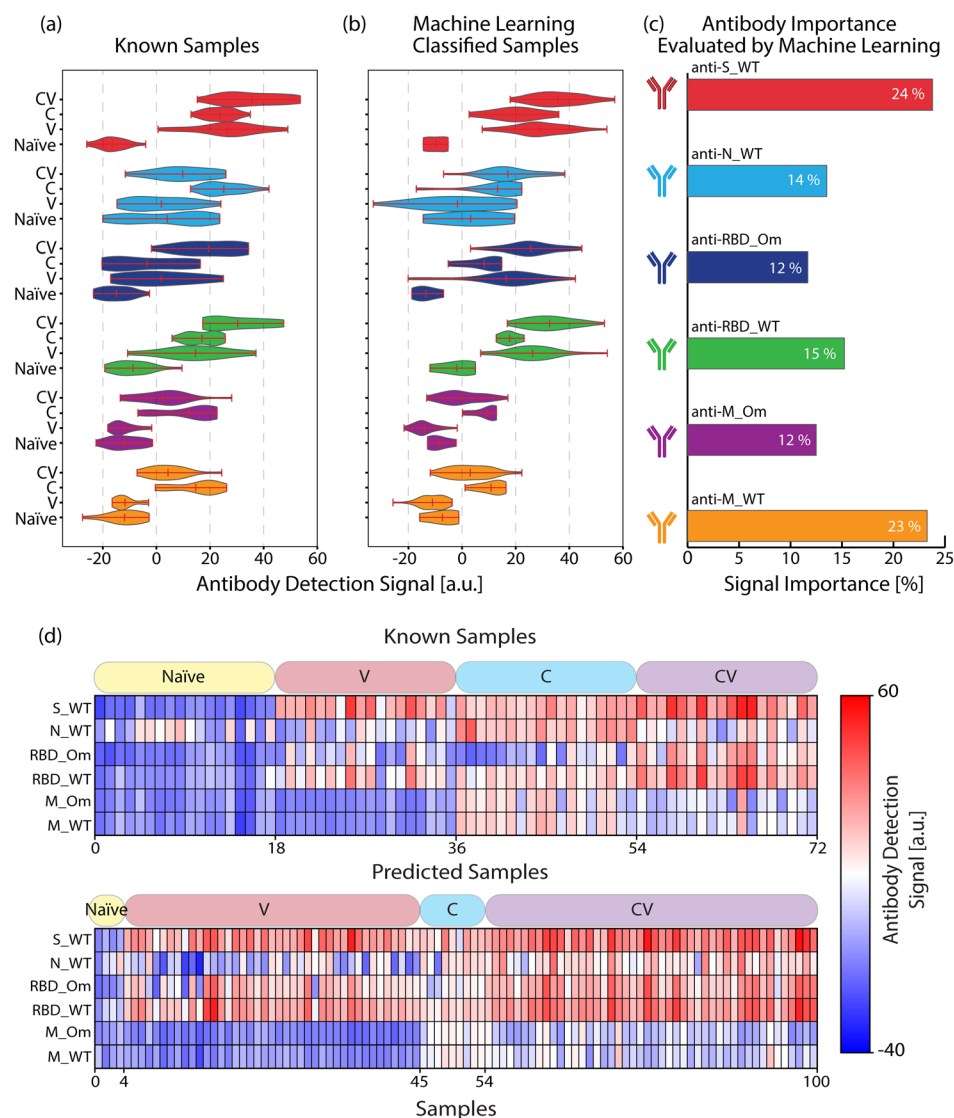 (a)
Known Samples
(b)
Machine Learning
Classified Samples
(c)
Antibody Importance
Evaluated by Machine Learning
CV
C
V
Naïve
CV
C
V
Naïve
CV
C
V
Naïve
CV
C
V
Naïve
CV
C
V
Naïve
CV
C
V
Naïve
-20
0
20
40
60
-20
0
20
40
60
Antibody Detection Signal [a.u.]
anti-S_WT
24 %
anti-N_WT
14 %
anti-RBD_Om
12 %
anti-RBD_WT
15 %
anti-M_Om
12 %
anti-M_WT
23 %
0
5
10
15
20
25
Signal Importance [%]
(d)
Known Samples
Naïve
V
C
CV
S_WT
N_WT
RBD_Om
RBD_WT
M_Om
M_WT
0
18
36
54
72
Predicted Samples
Naïve
V
C
CV
S_WT
N_WT
RBD_Om
RBD_WT
M_Om
M_WT
0
4
45
54
100
Samples
60
Antibody Detection
Signal [a.u.]
-40